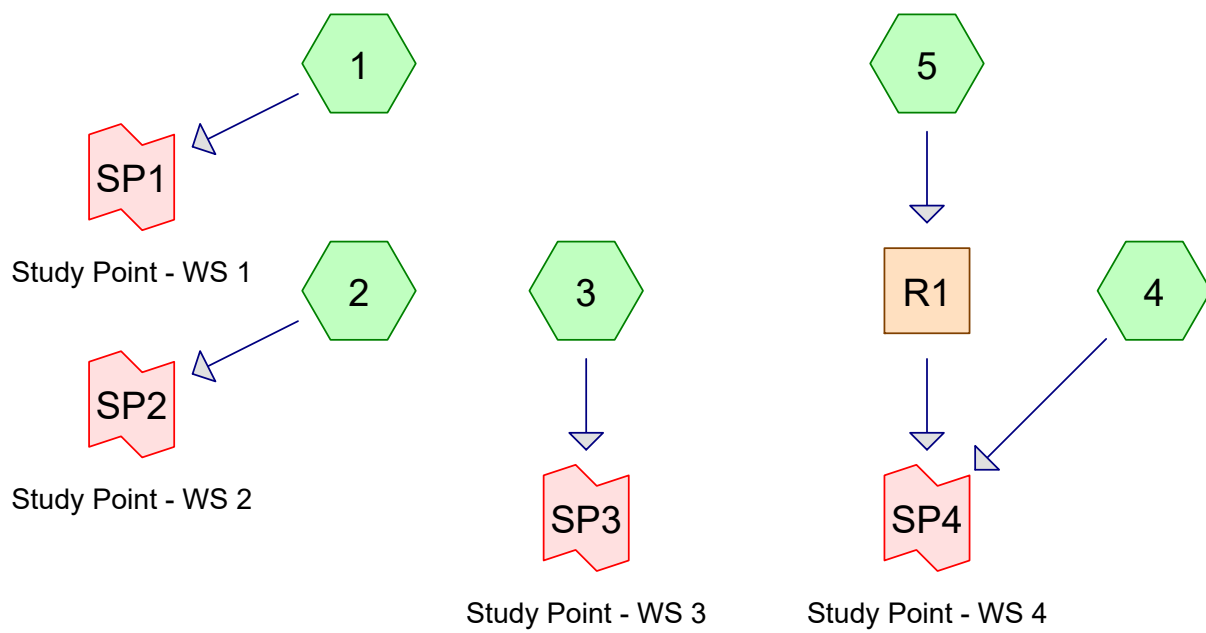 1
5
SP1
Study Point - WS 1
2
3
R1
4
SP2
Study Point - WS 2
SP3
SP4
Study Point - WS 3
Study Point - WS 4